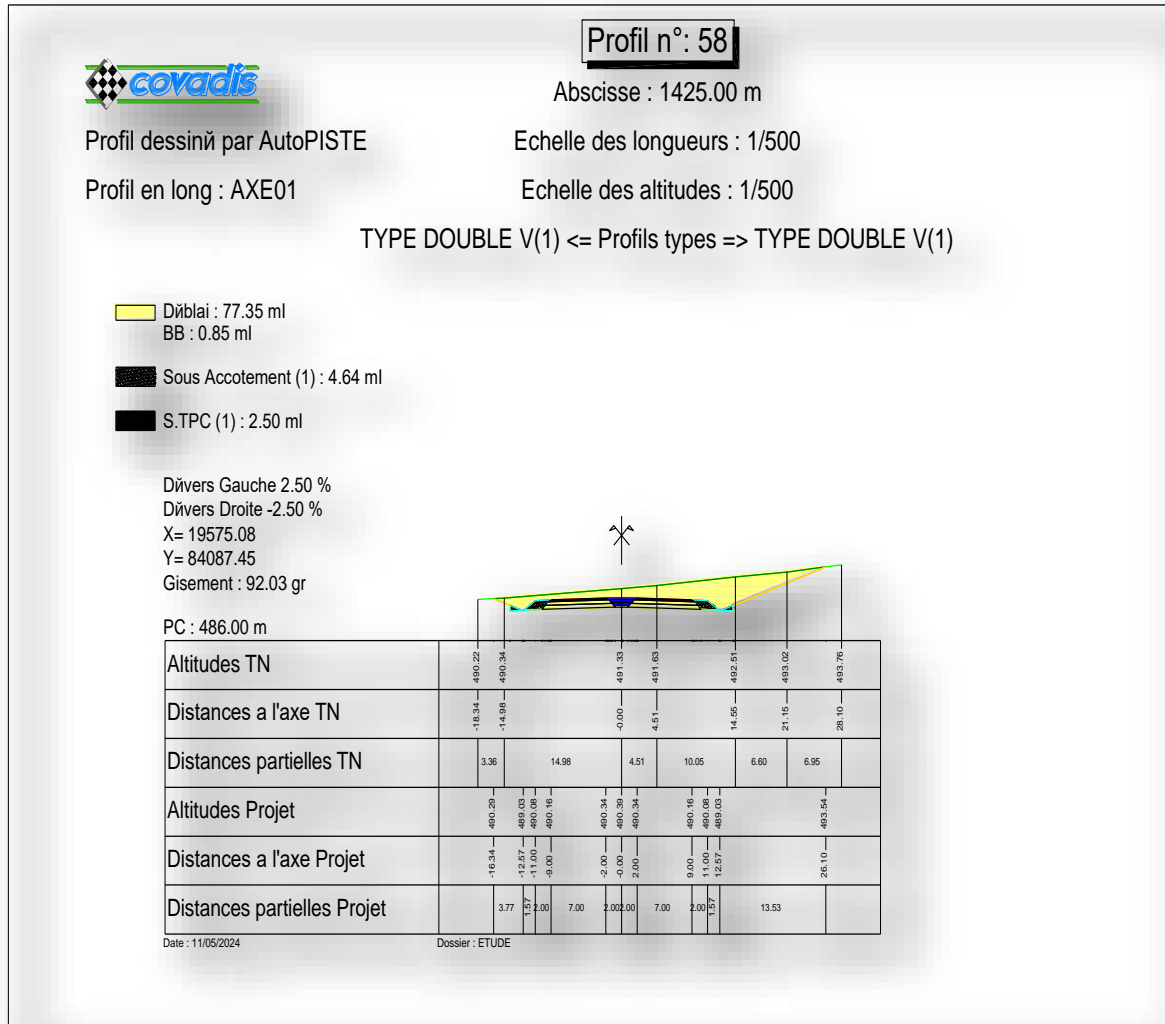 Profil n°: 58
covadis
Abscisse : 1425.00 m
Profil dessinй par AutoPISTE
Echelle des longueurs : 1/500
Profil en long : AXE01
Echelle des altitudes : 1/500
TYPE DOUBLE V(1) <= Profils types => TYPE DOUBLE V(1)
Dйblai : 77.35 ml
BB : 0.85 ml
Sous Accotement (1) : 4.64 ml
S.TPC (1) : 2.50 ml
Dйvers Gauche 2.50 %
Dйvers Droite -2.50 %
X= 19575.08
Y= 84087.45
Gisement : 92.03 gr
PC : 486.00 m
Altitudes TN 490.22 490.34 491.33 491.63 492.51 493.02 493.76
Distances a l'axe TN -18.34 -14.98 -0.00 4.51 14.55 21.15 28.10
Distances partielles TN 3.36 14.98 4.51 10.05 6.60 6.95
Altitudes Projet 490.29 489.03 490.08 490.16 490.34 490.39 490.34 490.16 490.08 489.03 493.54
Distances a l'axe Projet -16.34 -12.57 -11.00 -9.00 -2.00 -0.00 2.00 9.00 11.00 12.57 26.10
Distances partielles Projet 3.77 1.57 2.00 7.00 2.00 2.00 7.00 2.00 1.57 13.53
Date : 11/05/2024 Dossier : ETUDE